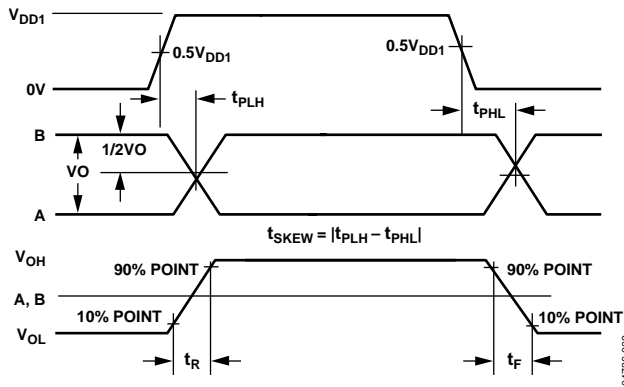 VDD1
0.5VDD1
0.5VDD1
0V
tPLH
tPHL
B
1/2VO
VO
A
tSKEW = |tPLH – tPHL|
VOH
90% POINT
90% POINT
A, B
10% POINT
10% POINT
VOL
tR
tF